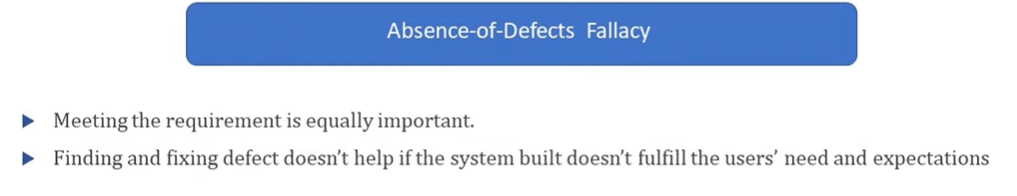 Absence-of-Defects Fallacy
Meeting the requirement is equally important.
Finding and fixing defect doesn't help if the system built doesn't fulfill the users' need and expectations